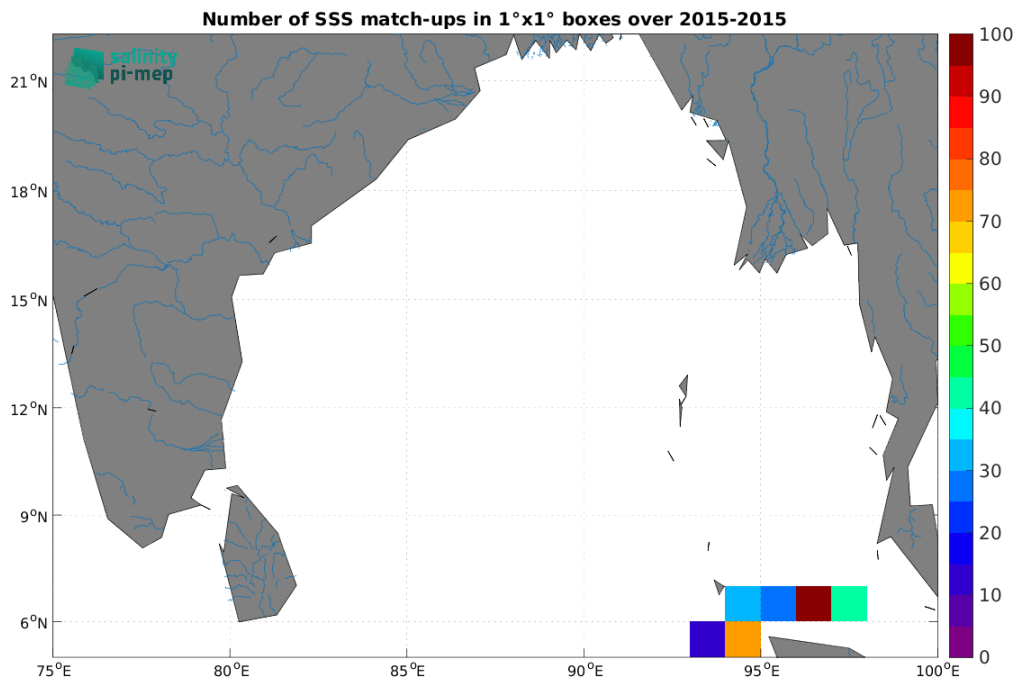 Number of SSS match-ups in 1°x1° boxes over 2015-2015
salinity
pi-mep
21°N
18°N
15°N
12°N
9°N
6°N
75°E 80°E 85°E 90°E 95°E 100°E
100
90
80
70
60
50
40
30
20
10
0